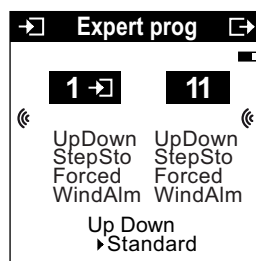 Expert prog
1 11
UpDown UpDown
StepSto StepSto
Forced Forced
WindAlm WindAlm
Up Down
Standard